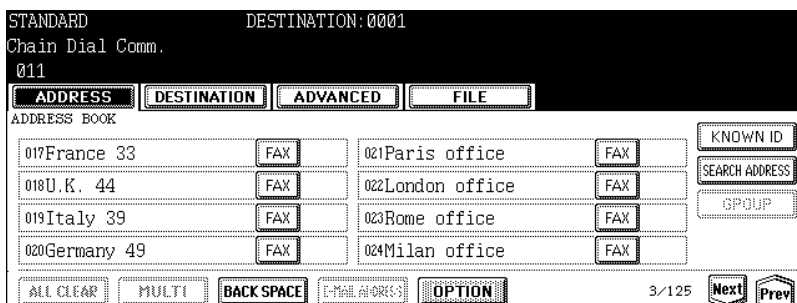 STANDARD DESTINATION:0001
Chain Dial Comm.
011
ADDRESS DESTINATION ADVANCED FILE
ADDRESS BOOK
KNOWN ID
017France 33 FAX 021Paris office FAX
SEARCH ADDRESS
018U.K. 44 FAX 022London office FAX
GROUP
019Italy 39 FAX 023Rome office FAX
020Germany 49 FAX 024Milan office FAX
ALL CLEAR MULTI BACK SPACE E-MAIL ADDRESS OPTION 3/125 Next Prev